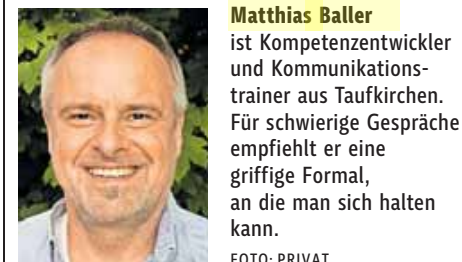 Matthias Baller
ist Kompetenzentwickler
und Kommunikations-
trainer aus Taufkirchen.
Für schwierige Gespräche
empfiehlt er eine
griffige Formal,
an die man sich halten
kann.
FOTO: PRIVAT